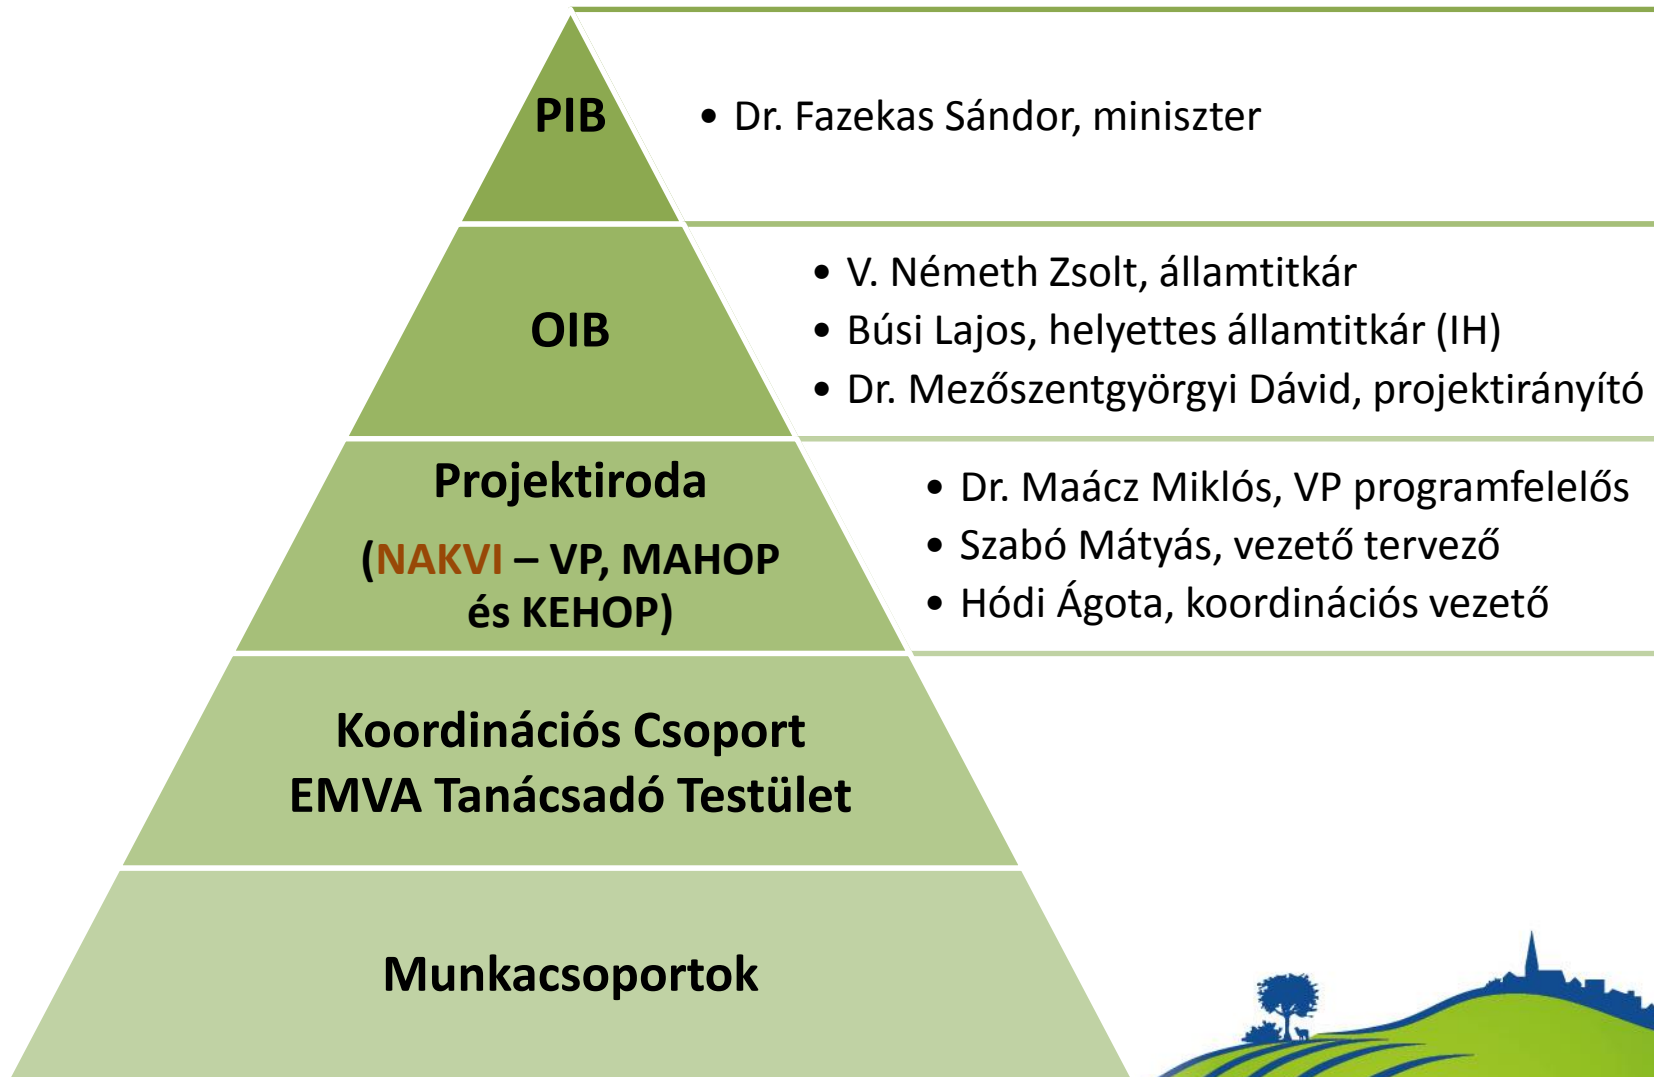 PIB
• Dr. Fazekas Sándor, miniszter
OIB
• V. Németh Zsolt, államtitkár
• Búsi Lajos, helyettes államtitkár (IH)
• Dr. Mezőszentgyörgyi Dávid, projektirányító
Projektiroda
(NAKVI – VP, MAHOP
és KEHOP)
• Dr. Maácz Miklós, VP programfelelős
• Szabó Mátyás, vezető tervező
• Hódi Ágota, koordinációs vezető
Koordinációs Csoport
EMVA Tanácsadó Testület
Munkacsoportok